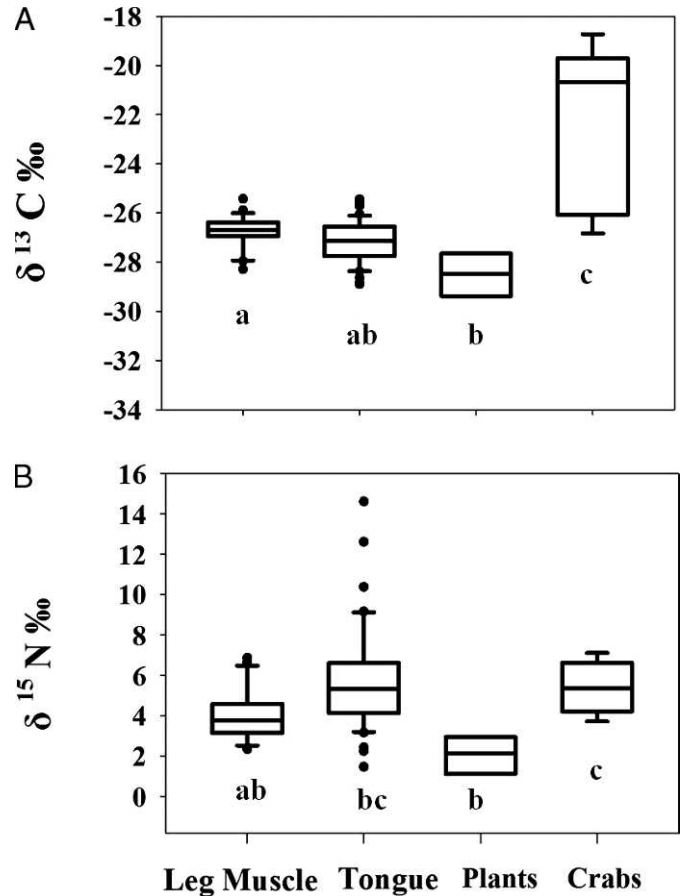 A
-18
-20
-22
-24
-26
-28
-30
-32
-34
δ 13 C ‰
a
ab
b
c
B
16
14
12
10
8
6
4
2
0
δ 15 N ‰
ab
bc
b
c
Leg Muscle Tongue Plants Crabs